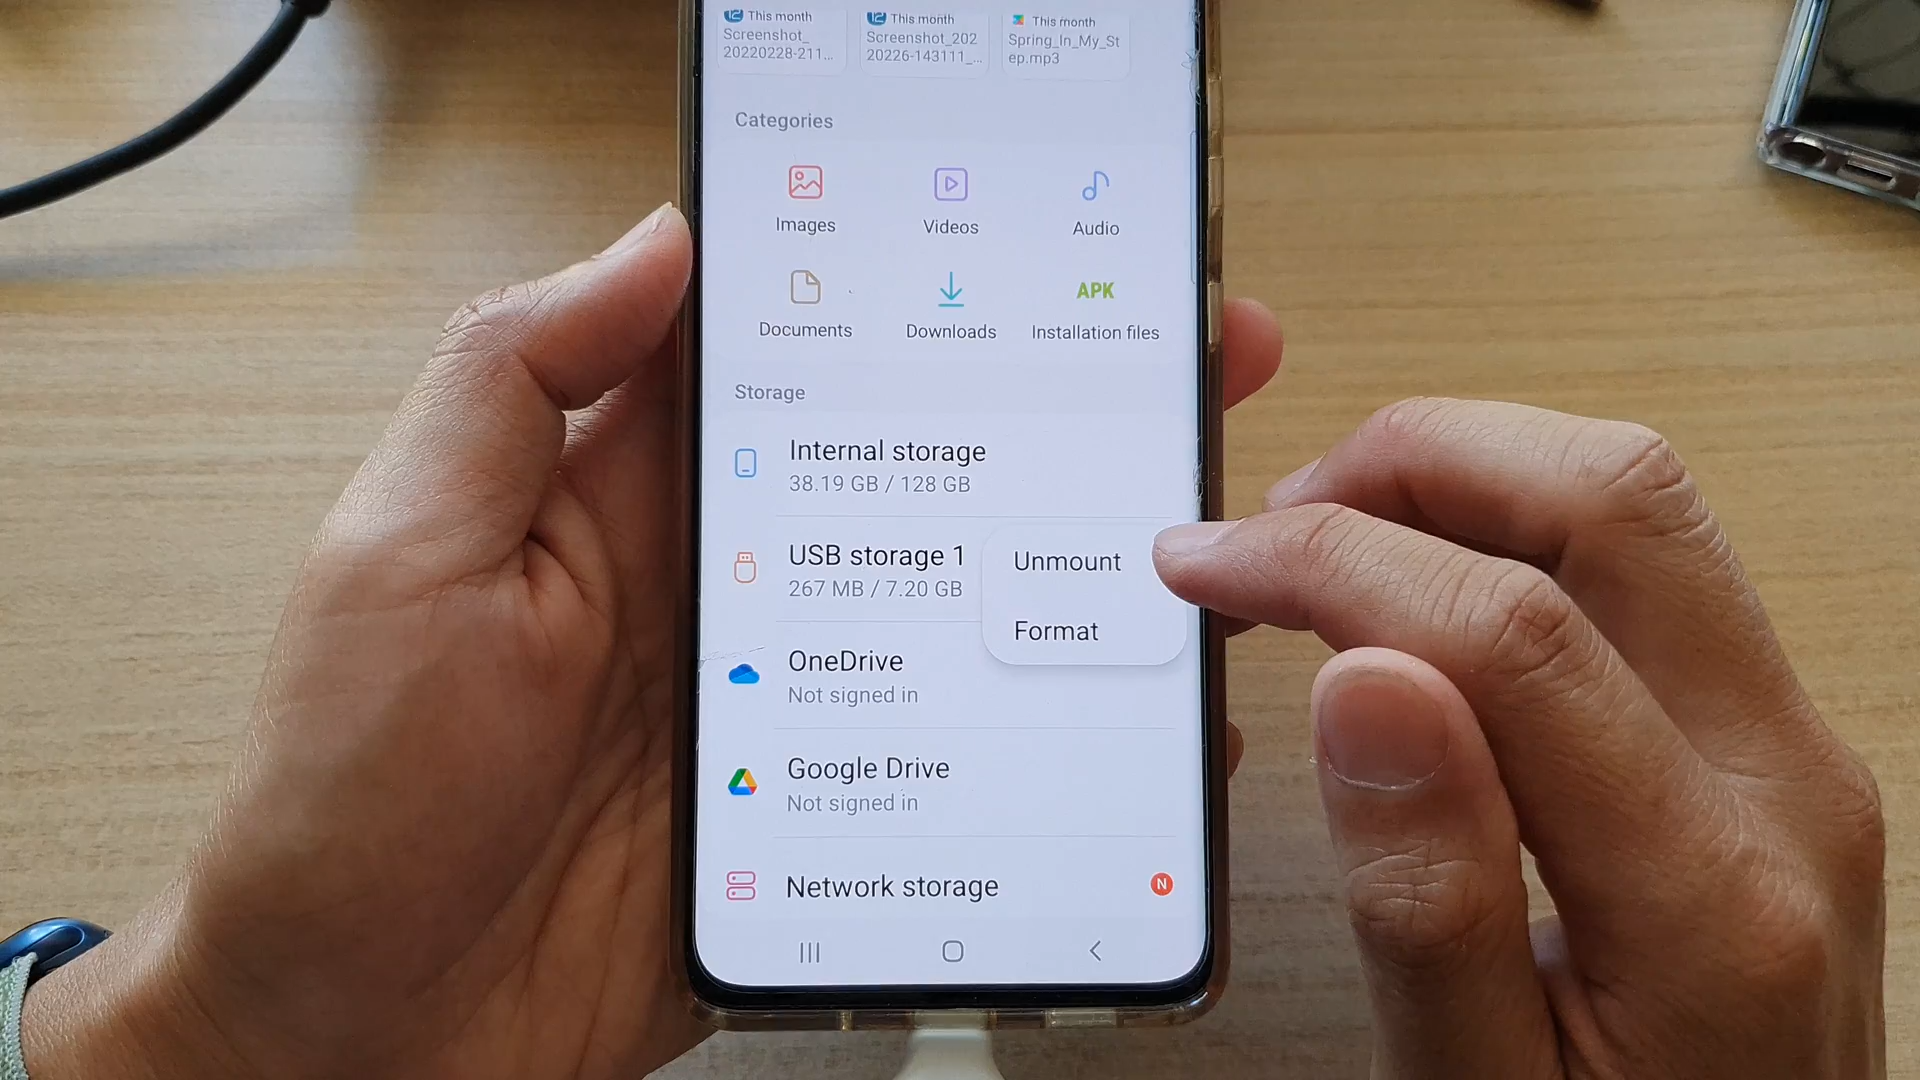 This month
Screenshot_
20220228-211...
This month
Screenshot_202
20226-143111_...
This month
Spring_In_My_St
ep.mp3
Categories
Images
Videos
Audio
Documents
Downloads
APK
Installation files
Storage
Internal storage
38.19 GB / 128 GB
USB storage 1
267 MB / 7.20 GB
Unmount
Format
OneDrive
Not signed in
Google Drive
Not signed in
Network storage
N